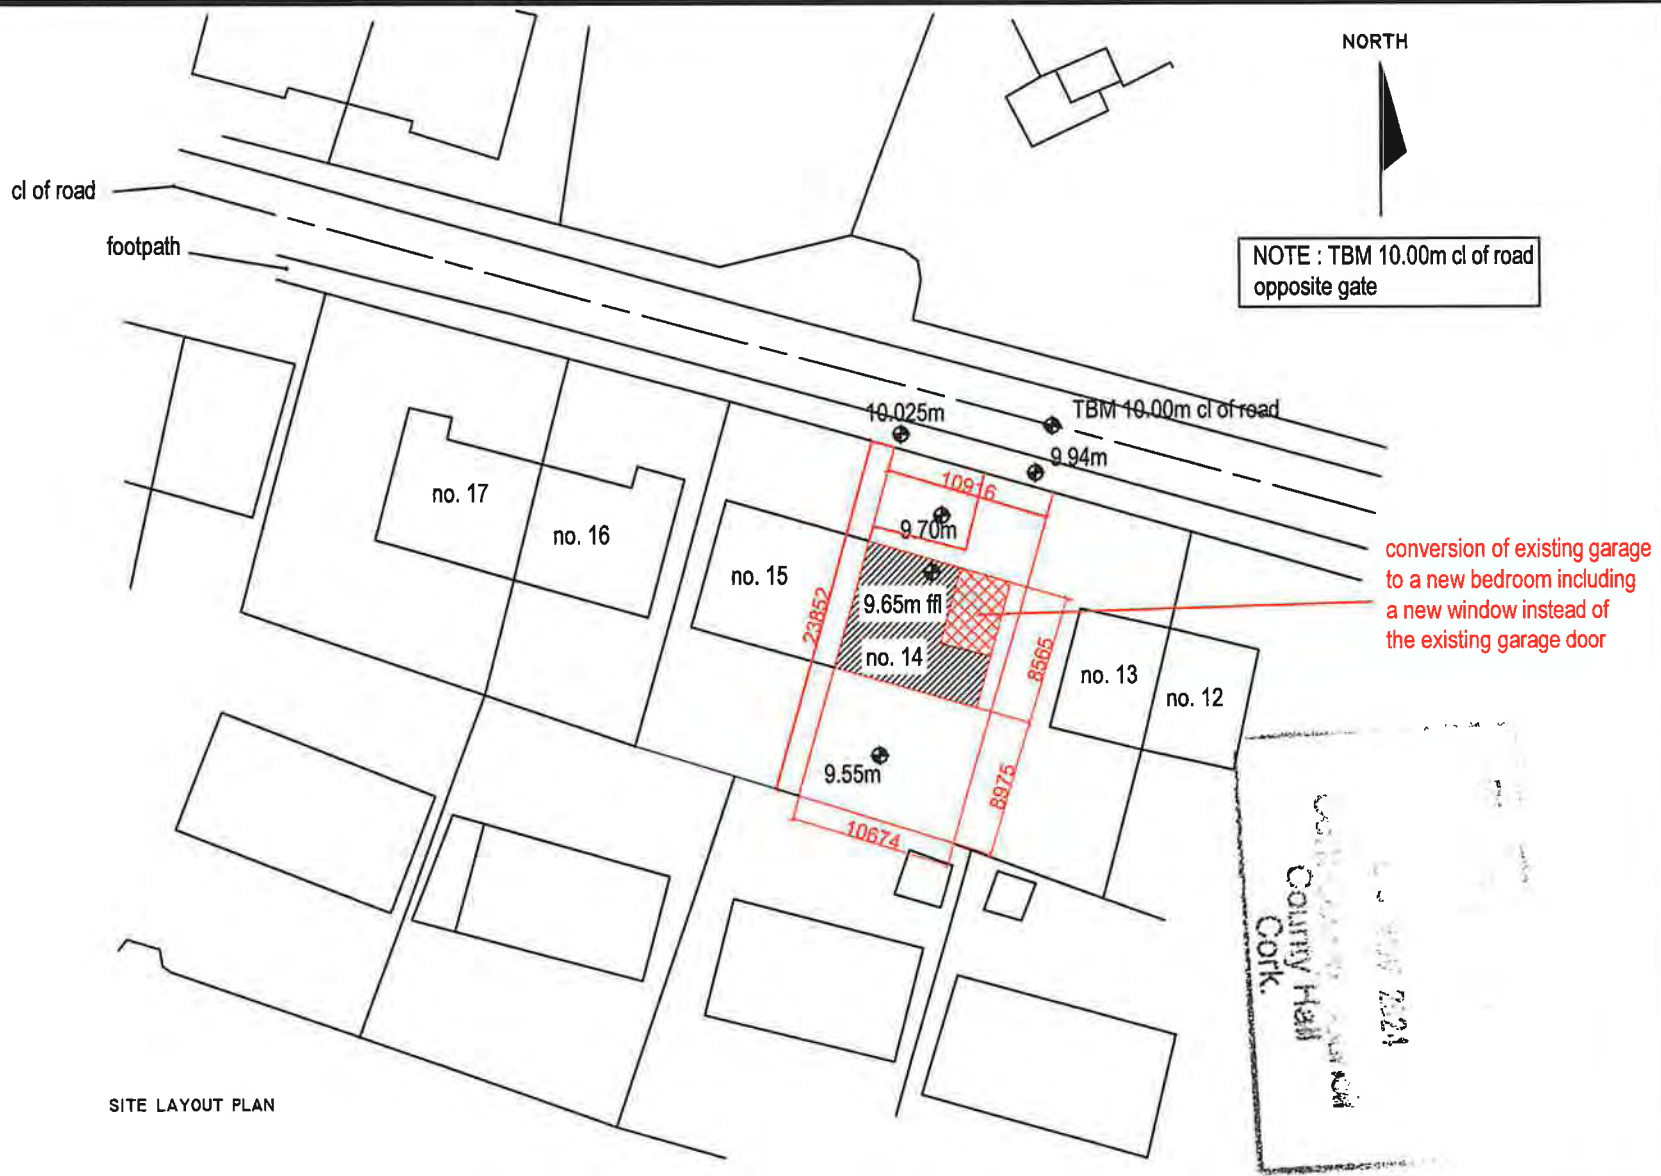 NORTH
cl of road
footpath
NOTE : TBM 10.00m cl of road
opposite gate
10.025m
TBM 10.00m cl of road
9.94m
10916
9.70m
no. 17
no. 16
no. 15
9.65m ffl
no. 14
23852
8565
no. 13
no. 12
conversion of existing garage
to a new bedroom including
a new window instead of
the existing garage door
9.55m
8975
10674
County Hall
Cork.
2024
SITE LAYOUT PLAN